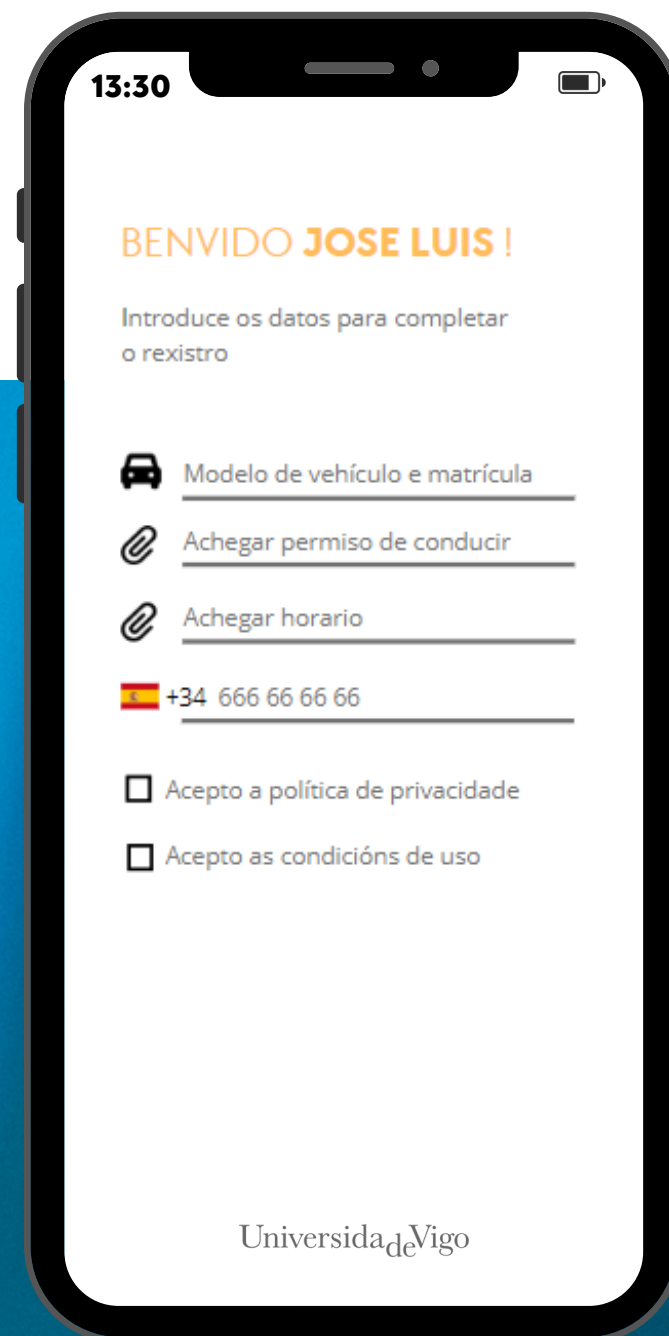 13:30
BENVIDO JOSE LUIS !
Introduce os datos para completar
o rexistro
Modelo de vehículo e matrícula
Achegar permiso de conducir
Achegar horario
+34 666 66 66 66
Acepto a política de privacidade
Acepto as condicións de uso
UniversidadeVigo